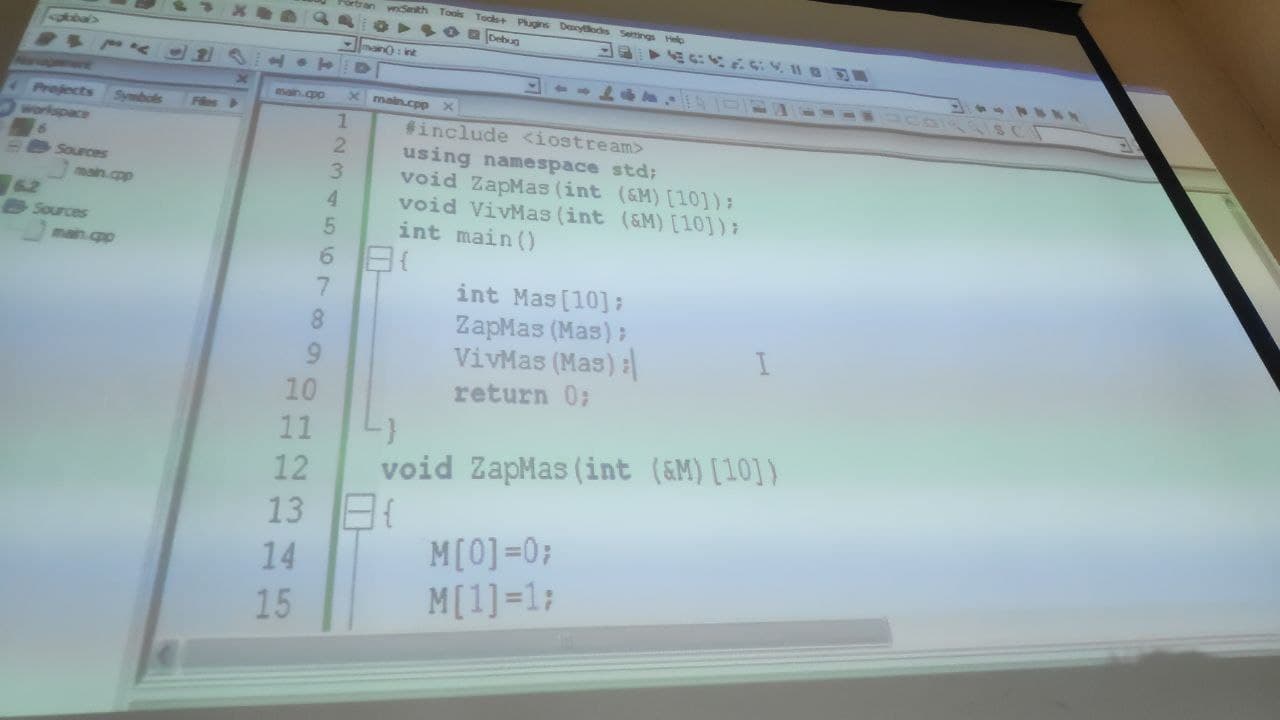 Fortran wxSmith Tools Tools+ Plugins DoxyBlocks Settings Help
<global>
Debug
main() : int
Management
Projects Symbols Files
Workspace
6
Sources
main.cpp
6.2
Sources
main.cpp
main.cpp × main.cpp ×
1 #include <iostream>
2 using namespace std;
3 void ZapMas(int (&M)[10]);
4 void VivMas(int (&M)[10]);
5 int main()
6 {
7 int Mas[10];
8 ZapMas(Mas);
9 VivMas(Mas);
10 return 0;
11 }
12 void ZapMas(int (&M)[10])
13 {
14 M[0]=0;
15 M[1]=1;